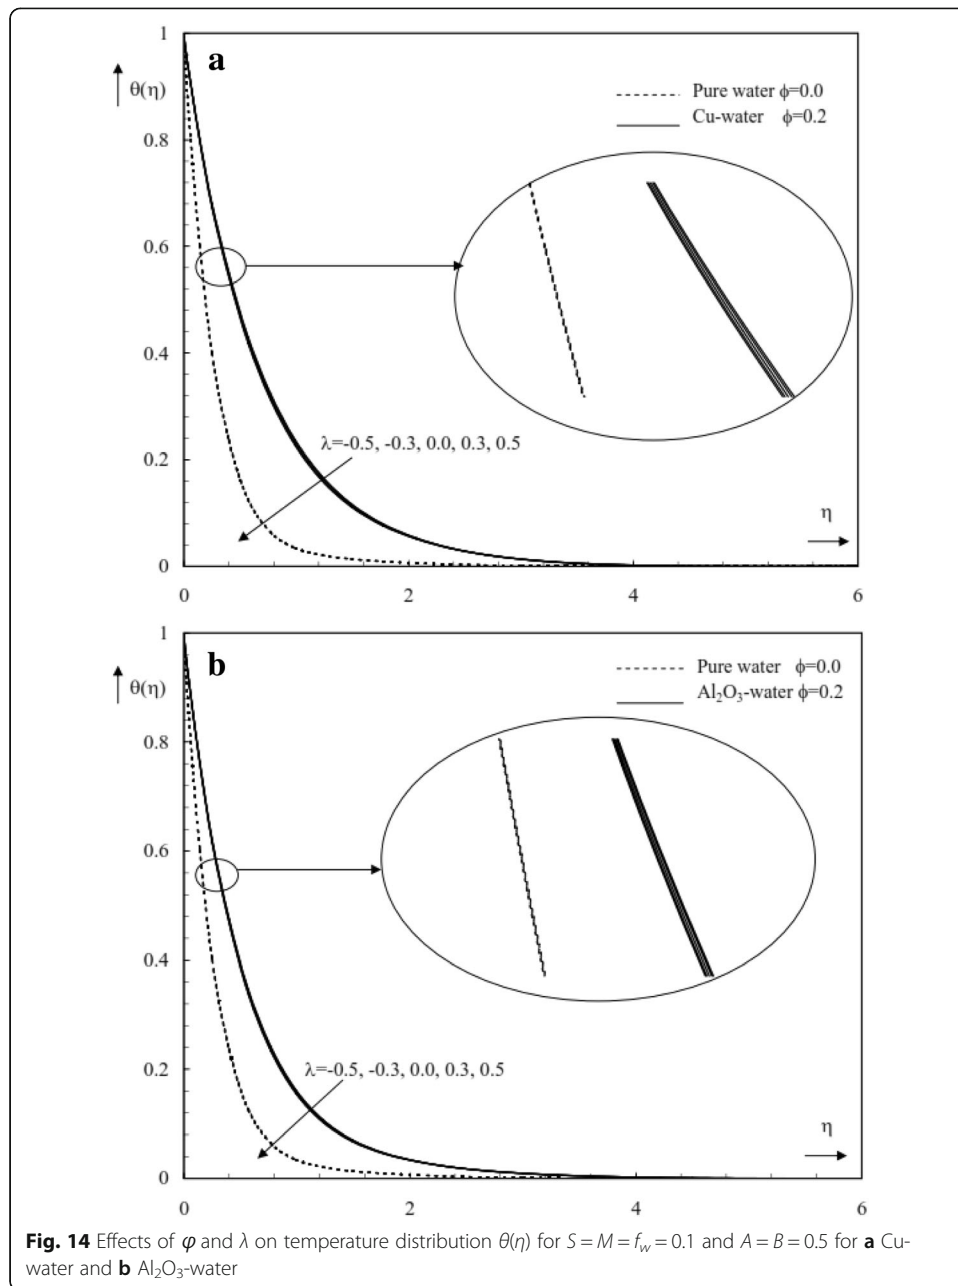 a
θ(η)
Pure water ϕ=0.0
Cu-water ϕ=0.2
λ=-0.5, -0.3, 0.0, 0.3, 0.5
η
1
0.8
0.6
0.4
0.2
0
0 2 4 6
b
θ(η)
Pure water ϕ=0.0
Al₂O₃-water ϕ=0.2
λ=-0.5, -0.3, 0.0, 0.3, 0.5
η
1
0.8
0.6
0.4
0.2
0
0 2 4 6
Fig. 14 Effects of φ and λ on temperature distribution θ(η) for S = M = f_w = 0.1 and A = B = 0.5 for a Cu-
water and b Al₂O₃-water